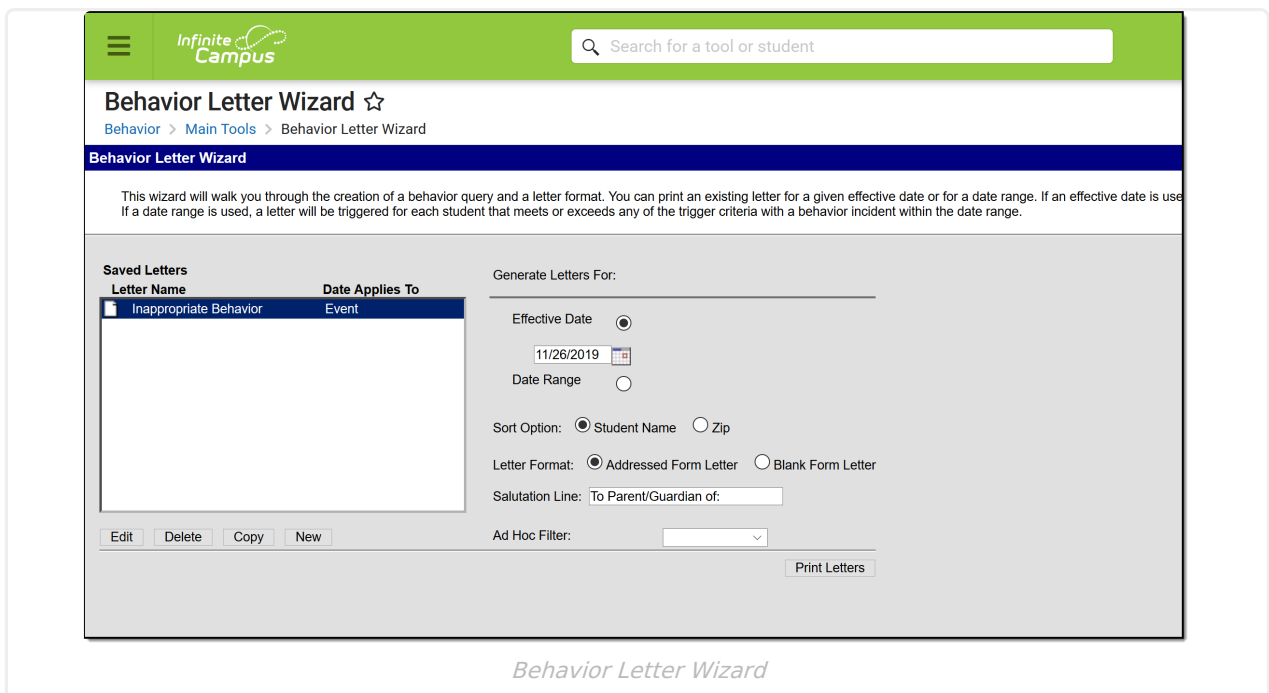 Infinite
Campus
Search for a tool or student
Behavior Letter Wizard
Behavior > Main Tools > Behavior Letter Wizard
Behavior Letter Wizard
This wizard will walk you through the creation of a behavior query and a letter format. You can print an existing letter for a given effective date or for a date range. If an effective date is use
If a date range is used, a letter will be triggered for each student that meets or exceeds any of the trigger criteria with a behavior incident within the date range.
Saved Letters
Letter Name Date Applies To
Inappropriate Behavior Event
Edit Delete Copy New
Generate Letters For:
Effective Date
11/26/2019
Date Range
Sort Option: Student Name Zip
Letter Format: Addressed Form Letter Blank Form Letter
Salutation Line: To Parent/Guardian of:
Ad Hoc Filter:
Print Letters
Behavior Letter Wizard